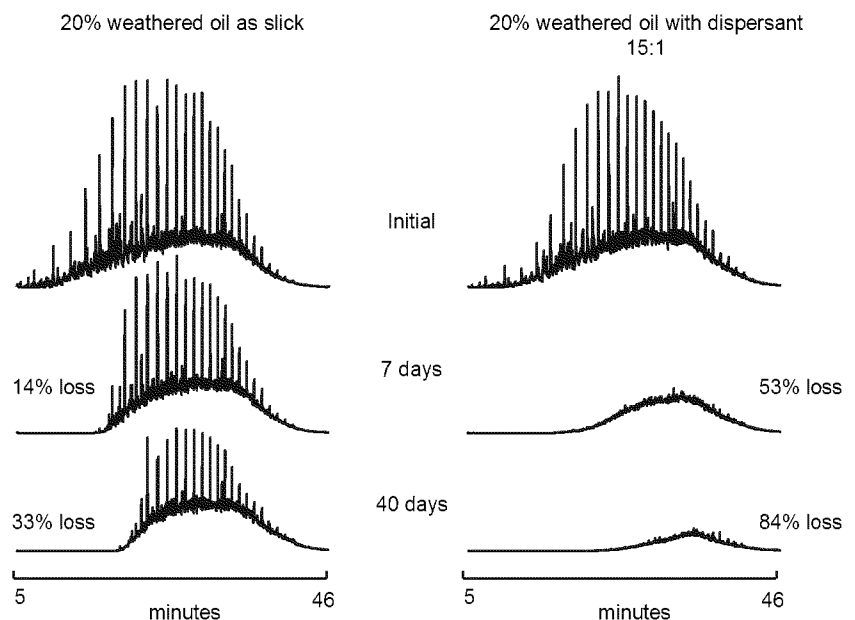 20% weathered oil as slick
20% weathered oil with dispersant
15:1
Initial
14% loss
7 days
53% loss
33% loss
40 days
84% loss
5
46
minutes
5
46
minutes